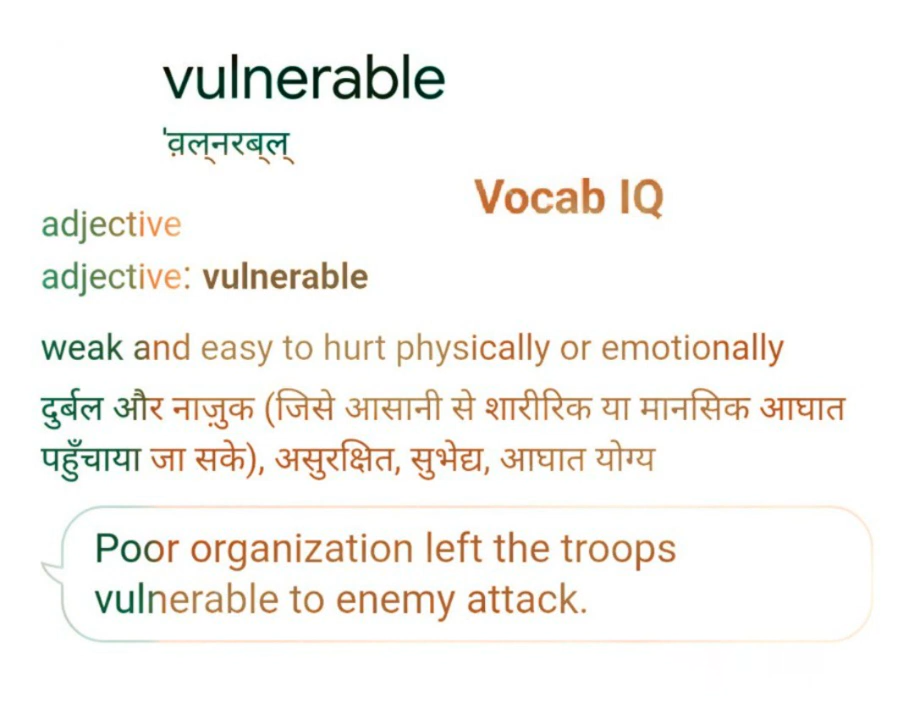 vulnerable
ˈव़ल्नरब्ल्
Vocab IQ
adjective
adjective: vulnerable
weak and easy to hurt physically or emotionally
दुर्बल और नाज़ुक (जिसे आसानी से शारीरिक या मानसिक आघात
पहुँचाया जा सके), असुरक्षित, सुभेद्य, आघात योग्य
Poor organization left the troops
vulnerable to enemy attack.